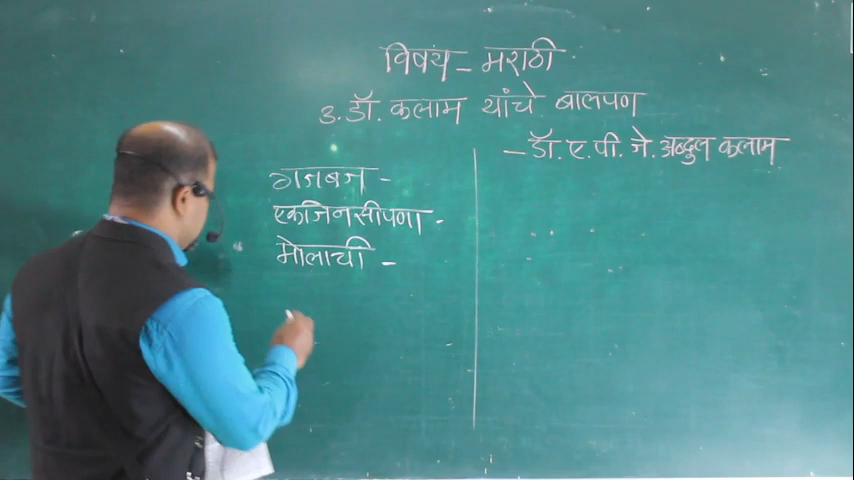 विषय - मराठी
३. डॉ. कलाम यांचे बालपण
- डॉ. ए. पी. जे. अब्दुल कलाम
गजबज -
एकजिनसीपणा -
मोलाची -